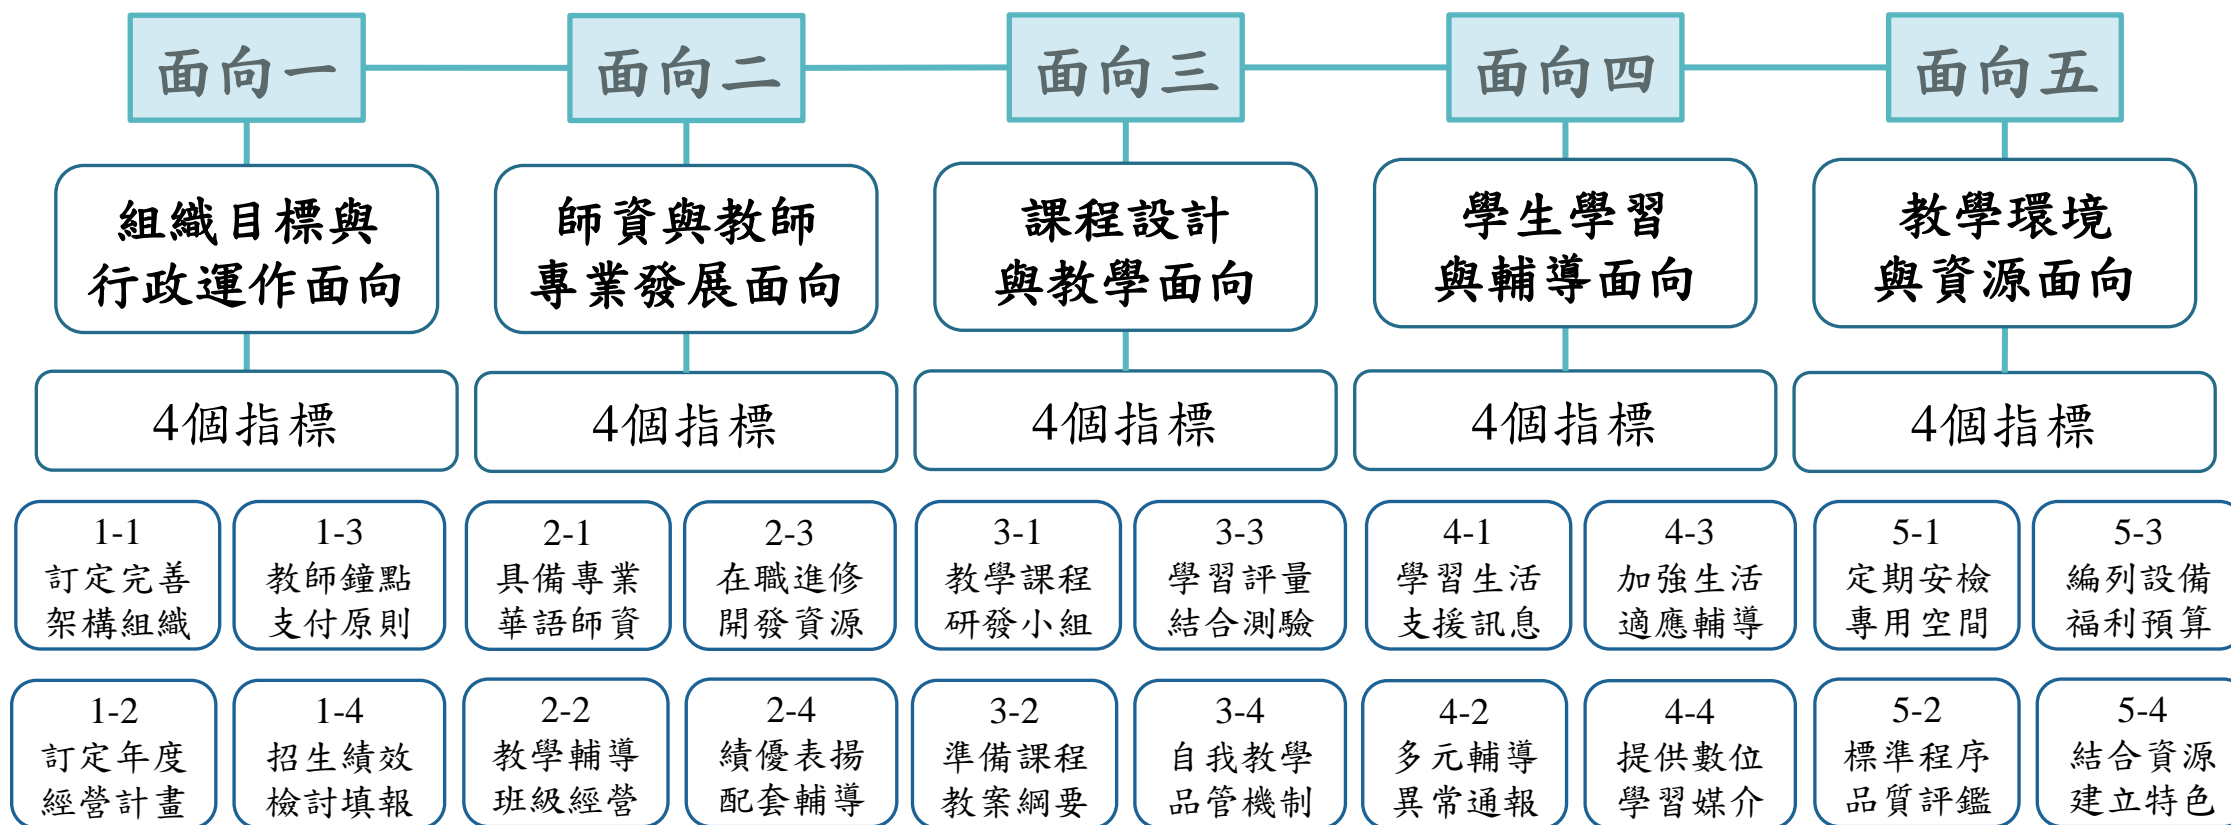 面向一
面向二
面向三
面向四
面向五
組織目標與
行政運作面向
師資與教師
專業發展面向
課程設計
與教學面向
學生學習
與輔導面向
教學環境
與資源面向
4個指標
4個指標
4個指標
4個指標
4個指標
1-1
訂定完善
架構組織
1-3
教師鐘點
支付原則
2-1
具備專業
華語師資
2-3
在職進修
開發資源
3-1
教學課程
研發小組
3-3
學習評量
結合測驗
4-1
學習生活
支援訊息
4-3
加強生活
適應輔導
5-1
定期安檢
專用空間
5-3
編列設備
福利預算
1-2
訂定年度
經營計畫
1-4
招生績效
檢討填報
2-2
教學輔導
班級經營
2-4
績優表揚
配套輔導
3-2
準備課程
教案綱要
3-4
自我教學
品管機制
4-2
多元輔導
異常通報
4-4
提供數位
學習媒介
5-2
標準程序
品質評鑑
5-4
結合資源
建立特色